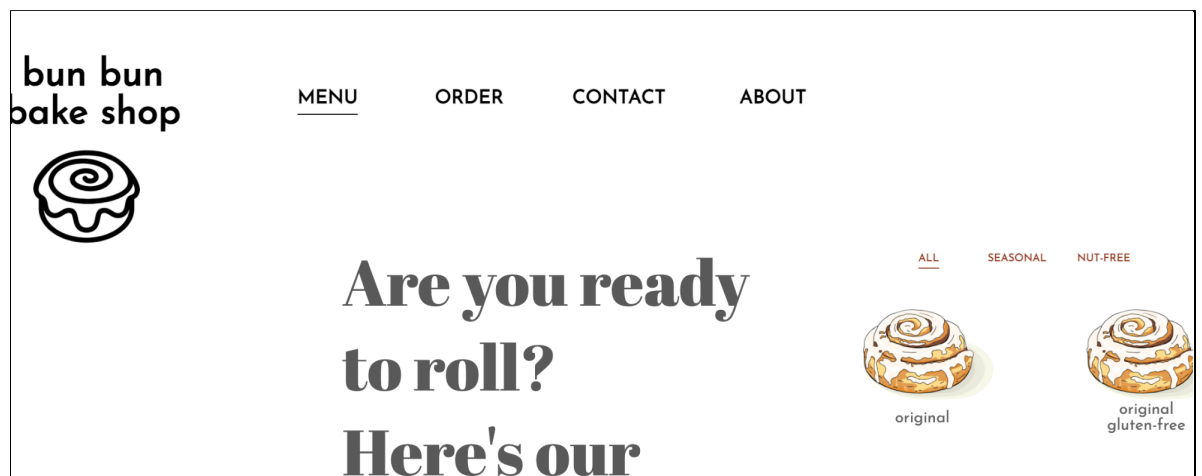 bun bun
bake shop
MENU ORDER CONTACT ABOUT
Are you ready
to roll?
Here's our
ALL SEASONAL NUT-FREE
original
original
gluten-free